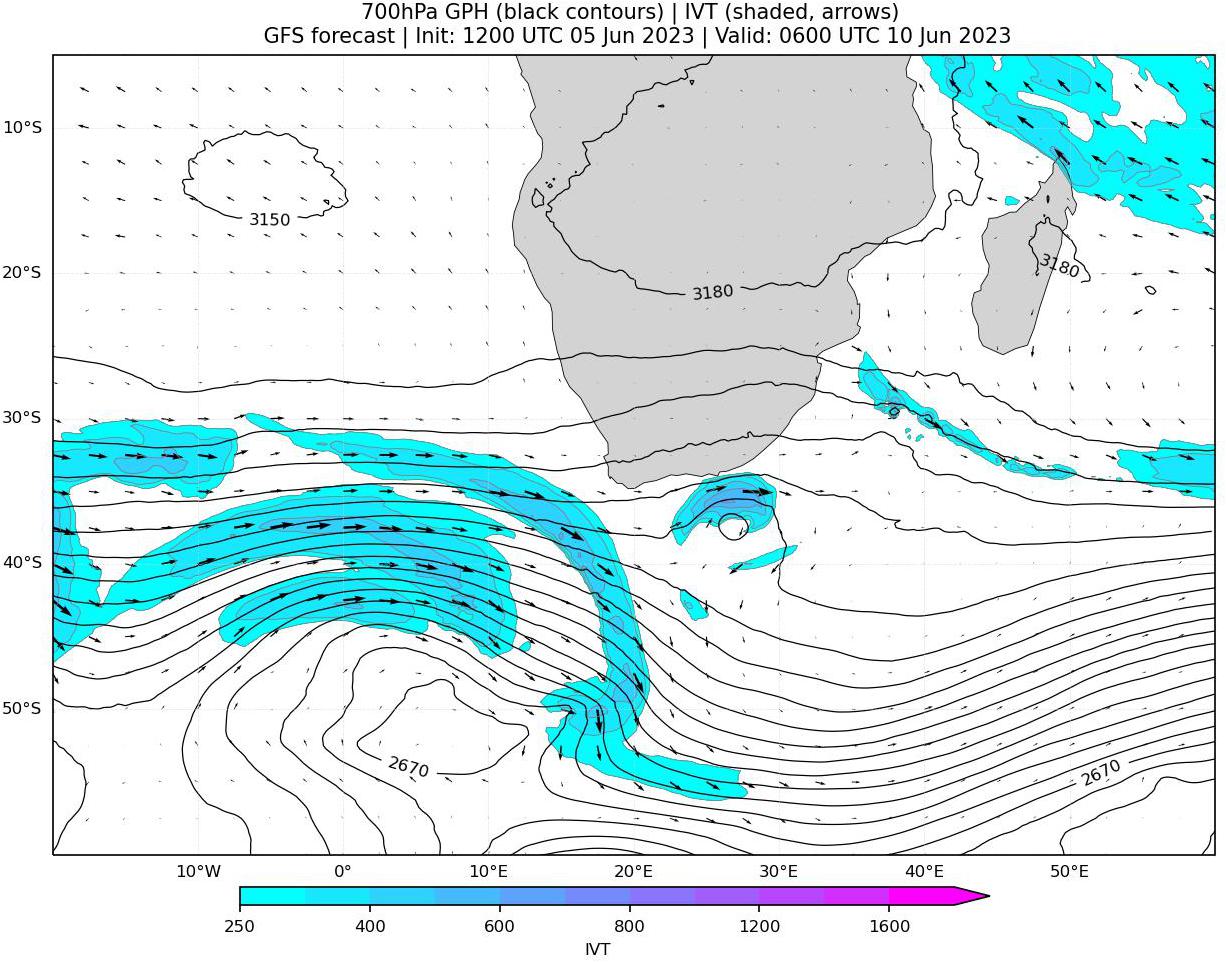 700hPa GPH (black contours) | IVT (shaded, arrows)
GFS forecast | Init: 1200 UTC 05 Jun 2023 | Valid: 0600 UTC 10 Jun 2023
10°S
3150
20°S
3180
3180
30°S
40°S
50°S
2670
2670
10°W 0° 10°E 20°E 30°E 40°E 50°E
250 400 600 800 1200 1600
IVT